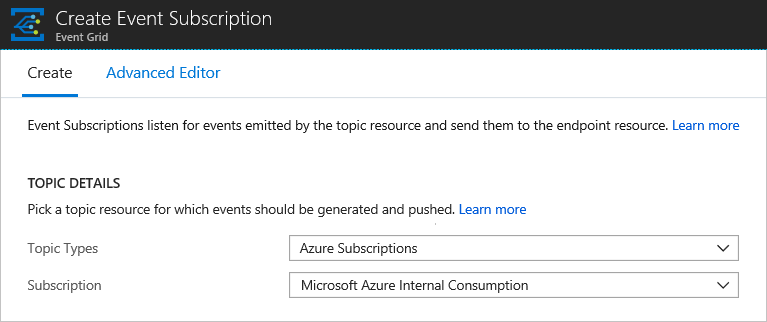 Create Event Subscription
Event Grid
Create
Advanced Editor
Event Subscriptions listen for events emitted by the topic resource and send them to the endpoint resource. Learn more
TOPIC DETAILS
Pick a topic resource for which events should be generated and pushed. Learn more
Topic Types
Azure Subscriptions
Subscription
Microsoft Azure Internal Consumption